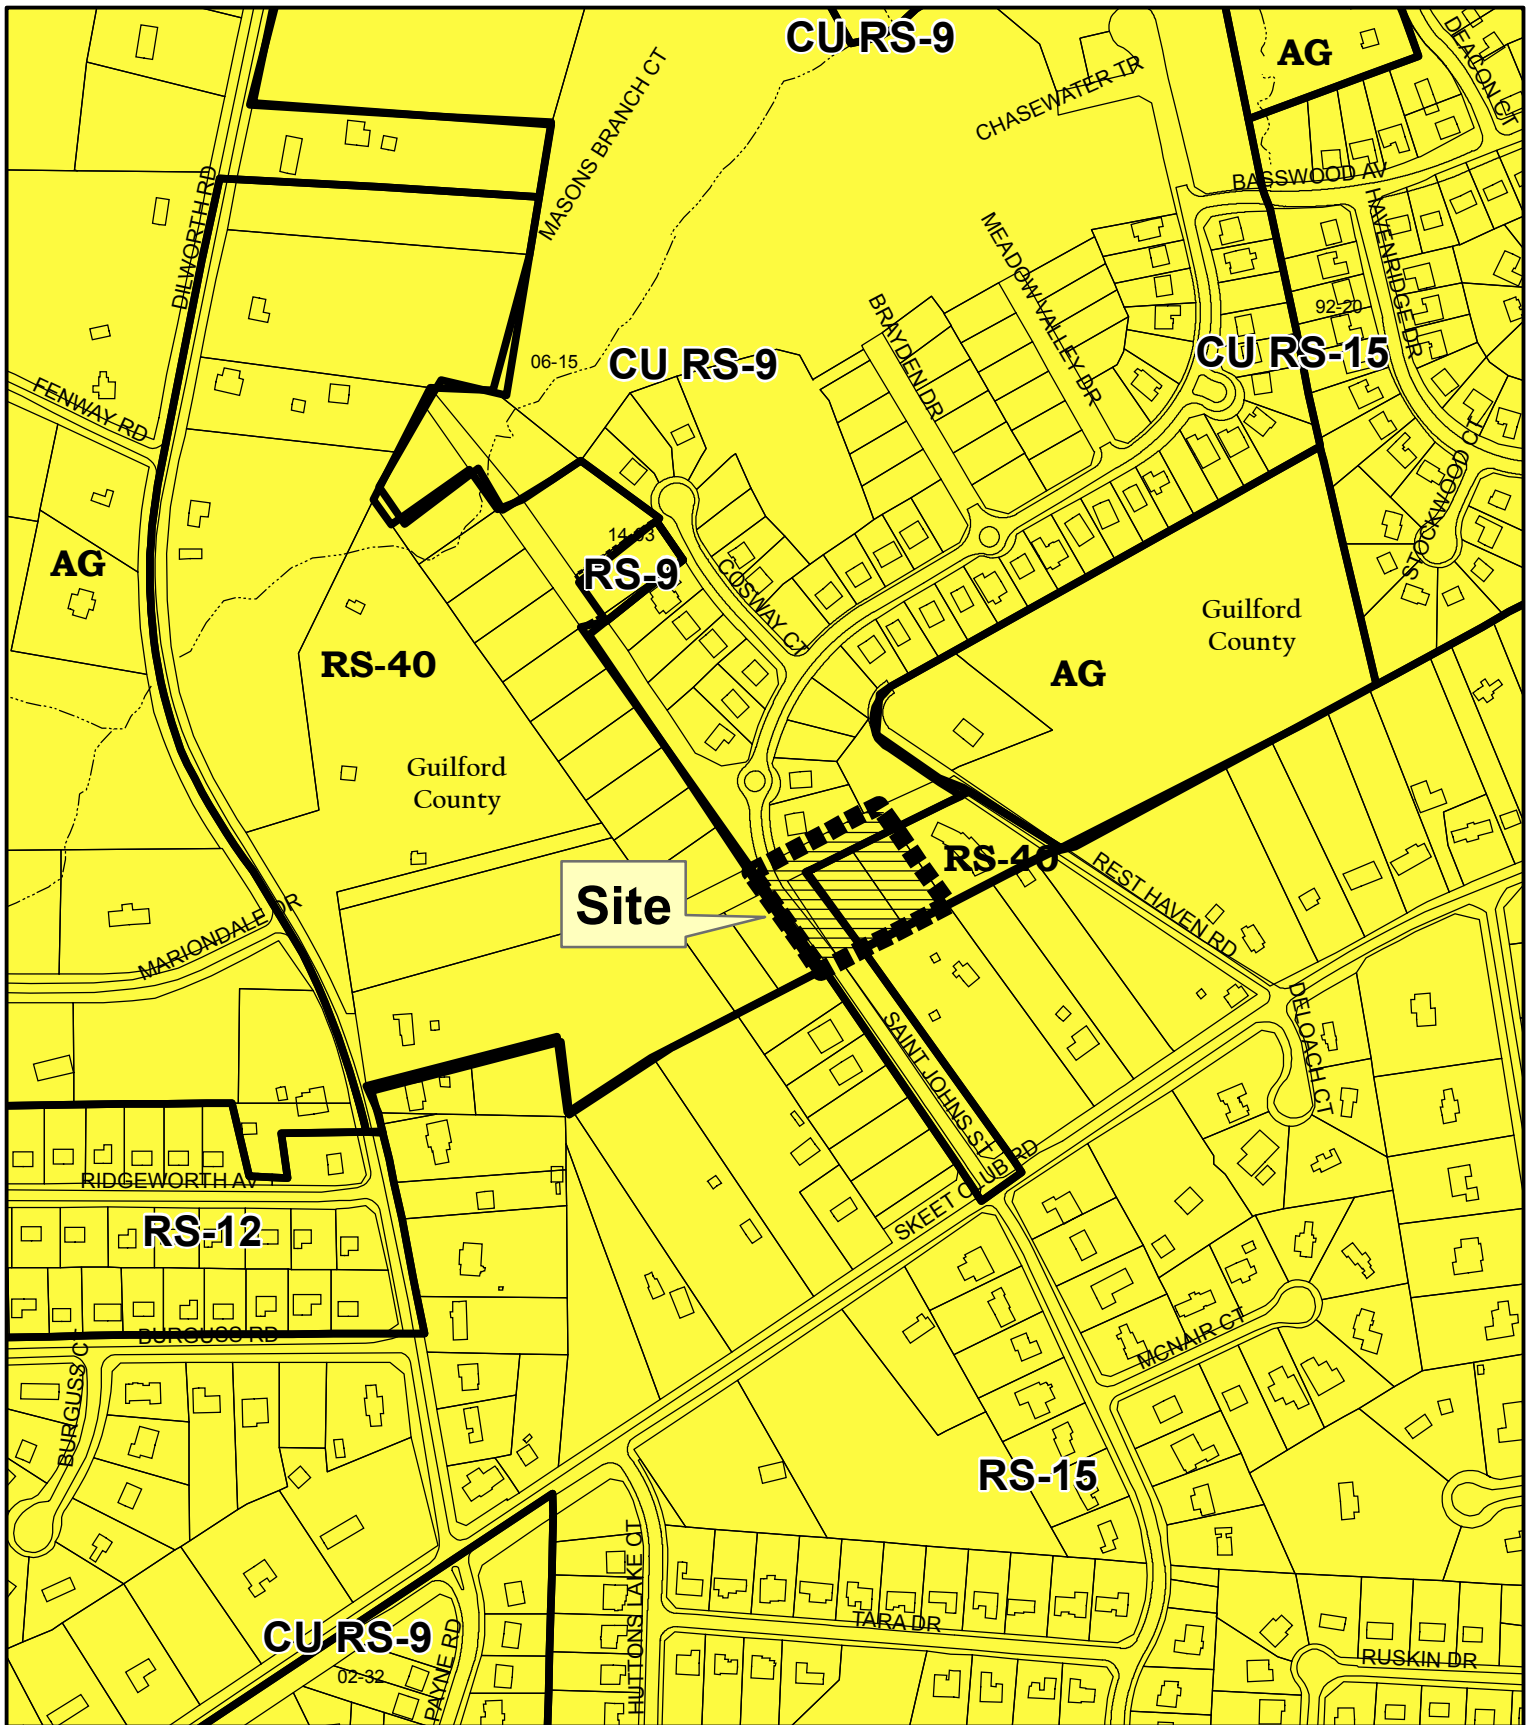 CU RS-9
AG
DEACON CT
MASONS BRANCH CT
CHASEWATER TR
DILWORTH RD
BASSWOOD AV
HAVENRIDGE DR
MEADOW VALLEY DR
BRAYDEN DR
92-20
06-15
CU RS-9
CU RS-15
FENWAY RD
STOCKWOOD CT
14-03
RS-9
AG
COSWAY CT
Guilford
County
RS-40
AG
Guilford
County
RS-40
REST HAVEN RD
Site
MARIONDALE DR
DELOACH CT
SAINT JOHNS ST
SKEET CLUB RD
RIDGEWORTH AV
RS-12
BURGUSS RD
BURGUSS CT
MCNAIR CT
RS-15
HUTTONS LAKE CT
TARA DR
CU RS-9
02-32
PAYNE RD
RUSKIN DR